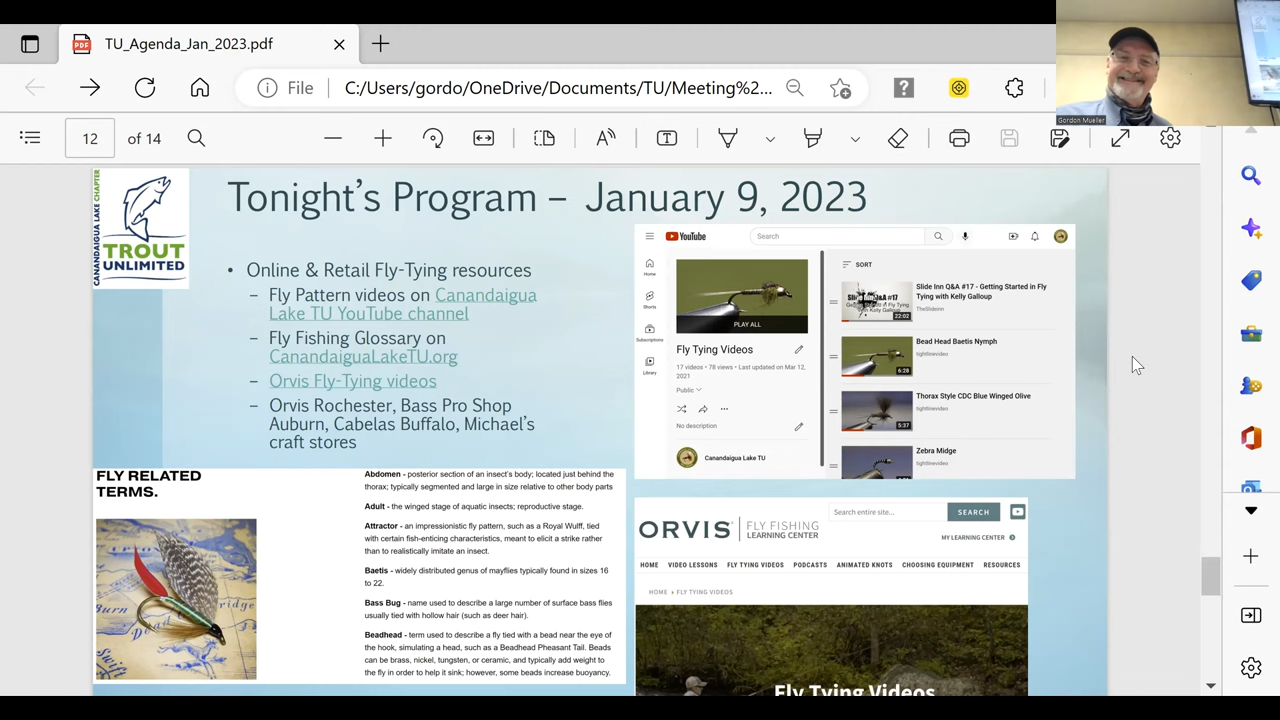 TU_Agenda_Jan_2023.pdf
PDF
File
C:/Users/gordo/OneDrive/Documents/TU/Meeting%2...
Gordon Mueller
12
of 14
CANANDAIGUA LAKE CHAPTER
TROUT
UNLIMITED
Tonight's Program – January 9, 2023
• Online & Retail Fly-Tying resources
– Fly Pattern videos on Canandaigua
Lake TU YouTube channel
– Fly Fishing Glossary on
CanandaiguaLakeTU.org
– Orvis Fly-Tying videos
– Orvis Rochester, Bass Pro Shop
Auburn, Cabelas Buffalo, Michael's
craft stores
YouTube
Search
Home
Shorts
Subscriptions
Library
PLAY ALL
Fly Tying Videos
17 videos • 78 views • Last updated on Mar 12,
2021
Public
No description
Canandaigua Lake TU
SORT
22:02
Slide Inn Q&A #17 - Getting Started in Fly
Tying with Kelly Galloup
TheSlideInn
6:28
Bead Head Baetis Nymph
tightlinevideo
5:37
Thorax Style CDC Blue Winged Olive
tightlinevideo
Zebra Midge
tightlinevideo
FLY RELATED
TERMS.
Abdomen - posterior section of an insect's body; located just behind the
thorax; typically segmented and large in size relative to other body parts
Adult - the winged stage of aquatic insects; reproductive stage.
Attractor - an impressionistic fly pattern, such as a Royal Wulff, tied
with certain fish-enticing characteristics, meant to elicit a strike rather
than to realistically imitate an insect.
Baetis - widely distributed genus of mayflies typically found in sizes 16
to 22.
Bass Bug - name used to describe a large number of surface bass flies
usually tied with hollow hair (such as deer hair).
Beadhead - term used to describe a fly tied with a bead near the eye of
the hook, simulating a head, such as a Beadhead Pheasant Tail. Beads
can be brass, nickel, tungsten, or ceramic, and typically add weight to
the fly in order to help it sink; however, some beads increase buoyancy.
ORVIS
FLY FISHING
LEARNING CENTER
Search entire site...
SEARCH
MY LEARNING CENTER
HOME VIDEO LESSONS FLY TYING VIDEOS PODCASTS ANIMATED KNOTS CHOOSING EQUIPMENT RESOURCES
HOME FLY TYING VIDEOS
Fly Tying Videos